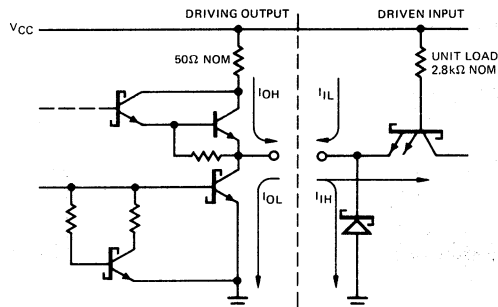 DRIVING OUTPUT
DRIVEN INPUT
VCC
50Ω NOM
UNIT LOAD
2.8kΩ NOM
IOH
IIL
IOL
IIH